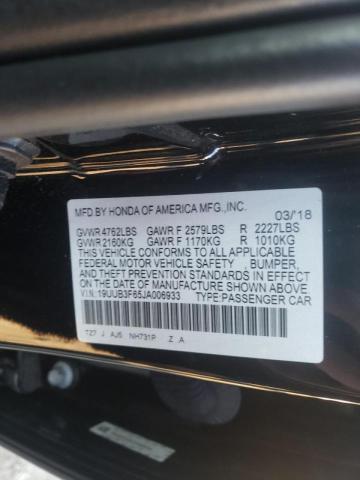 MFD.BY HONDA OF AMERICA MFG.,INC. 03/'18
GVWR 4762LBS GAWR F 2579LBS R 2227LBS
GVWR 2160KG GAWR F 1170KG R 1010KG
THIS VEHICLE CONFORMS TO ALL APPLICABLE
FEDERAL MOTOR VEHICLE SAFETY, BUMPER,
AND THEFT PREVENTION STANDARDS IN EFFECT
ON THE DATE OF MANUFACTURE SHOWN ABOVE.
V.I.N.:19UUB3F65JA006933 TYPE:PASSENGER CAR
TZ7 J AJ5 NH731P Z .A